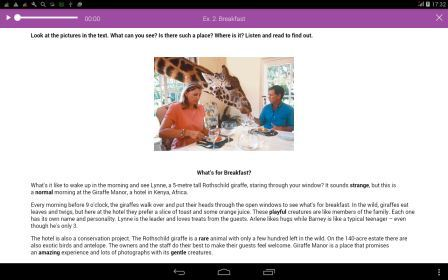 17:32
00:00
Ex. 2. Breakfast
Look at the pictures in the text. What can you see? Is there such a place? Where is it? Listen and read to find out.
What's for Breakfast?
What's it like to wake up in the morning and see Lynne, a 5-metre tall Rothschild giraffe, staring through your window? It sounds strange, but this is
a normal morning at the Giraffe Manor, a hotel in Kenya, Africa.
Every morning before 9 o'clock, the giraffes walk over and put their heads through the open windows to see what's for breakfast. In the wild, giraffes eat
leaves and twigs, but here at the hotel they prefer a slice of toast and some orange juice. These playful creatures are like members of the family. Each one
has its own name and personality. Lynne is the leader and loves treats from the guests. Arlene likes hugs while Barney is like a typical teenager – even
though he's only 3.
The hotel is also a conservation project. The Rothschild giraffe is a rare animal with only a few hundred left in the wild. On the 140-acre estate there are
also exotic birds and antelope. The owners and the staff do their best to make their guests feel welcome. Giraffe Manor is a place that promises
an amazing experience and lots of photographs with its gentle creatures.